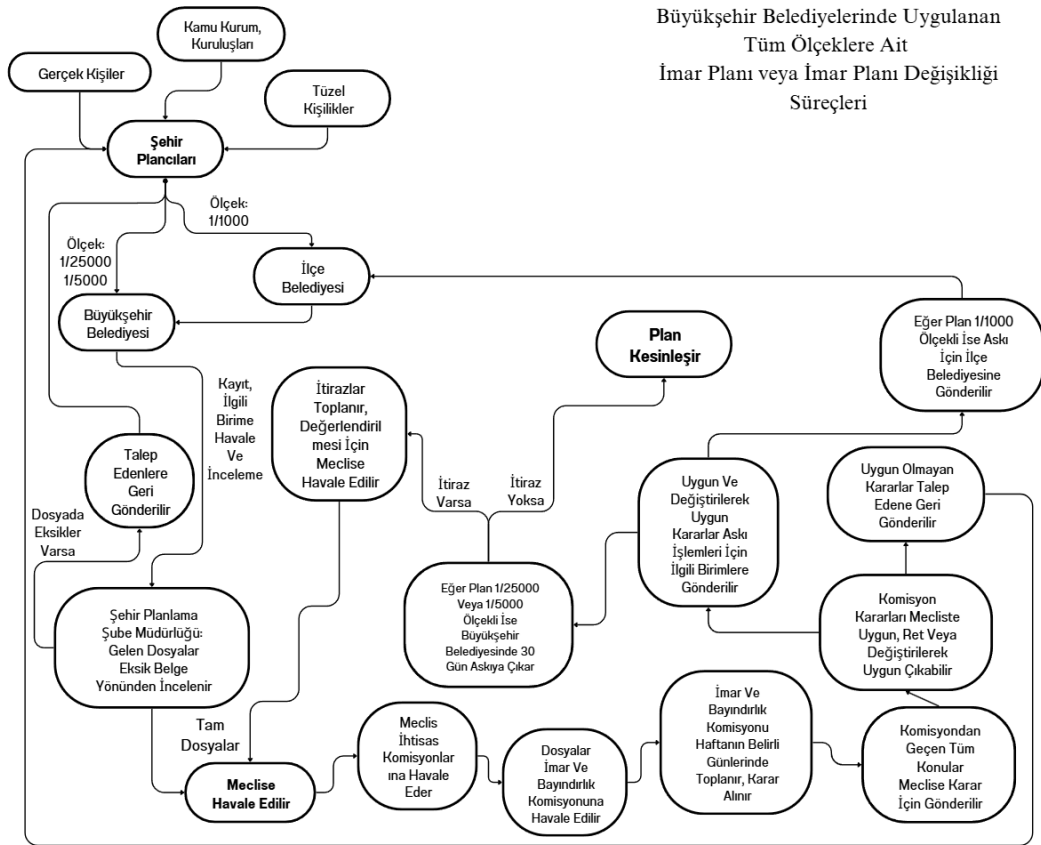 Büyükşehir Belediyelerinde Uygulanan
Tüm Ölçeklere Ait
İmar Planı veya İmar Planı Değişikliği
Süreçleri
Kamu Kurum,
Kuruluşları
Gerçek Kişiler
Tüzel
Kişilikler
Şehir
Plancıları
Ölçek:
1/1000
Ölçek:
1/25000
1/5000
İlçe
Belediyesi
Büyükşehir
Belediyesi
Plan
Kesinleşir
Eğer Plan 1/1000
Ölçekli İse Askı
İçin İlçe
Belediyesine
Gönderilir
Kayıt,
İlgili
Birime
Havale
Ve
İnceleme
İtirazlar
Toplanır,
Değerlendiril
mesi İçin
Meclise
Havale Edilir
Talep
Edenlere
Geri
Gönderilir
İtiraz
Varsa
İtiraz
Yoksa
Uygun Ve
Değiştirilerek
Uygun
Kararlar Askı
İşlemleri İçin
İlgili Birimlere
Gönderilir
Uygun Olmayan
Kararlar Talep
Edene Geri
Gönderilir
Dosyada
Eksikler
Varsa
Şehir Planlama
Şube Müdürlüğü:
Gelen Dosyalar
Eksik Belge
Yönünden İncelenir
Eğer Plan 1/25000
Veya 1/5000
Ölçekli İse
Büyükşehir
Belediyesinde 30
Gün Askıya Çıkar
Komisyon
Kararları Mecliste
Uygun, Ret Veya
Değiştirilerek
Uygun Çıkabilir
Tam
Dosyalar
Meclise
Havale Edilir
Meclis
İhtisas
Komisyonlar
ına Havale
Eder
Dosyalar
İmar Ve
Bayındırlık
Komisyonuna
Havale Edilir
İmar Ve
Bayındırlık
Komisyonu
Haftanın Belirli
Günlerinde
Toplanır, Karar
Alınır
Komisyondan
Geçen Tüm
Konular
Meclise Karar
İçin Gönderilir